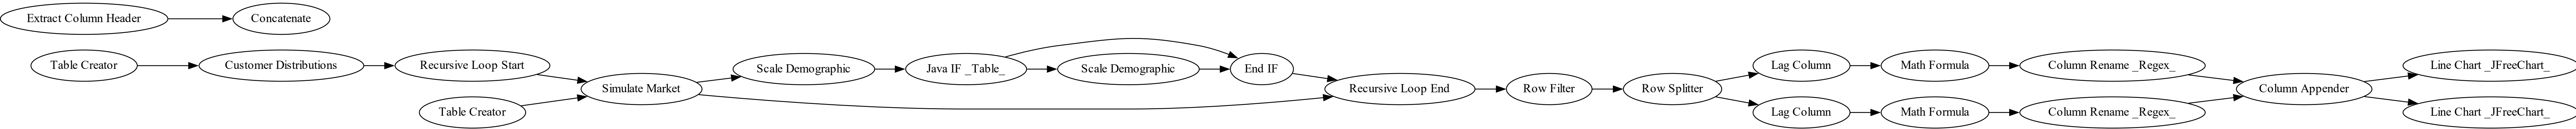 Extract Column Header
Concatenate
Table Creator
Customer Distributions
Recursive Loop Start
Table Creator
Simulate Market
Scale Demographic
Java IF _Table_
Scale Demographic
End IF
Recursive Loop End
Row Filter
Row Splitter
Lag Column
Math Formula
Column Rename _Regex_
Lag Column
Math Formula
Column Rename _Regex_
Column Appender
Line Chart _JFreeChart_
Line Chart _JFreeChart_